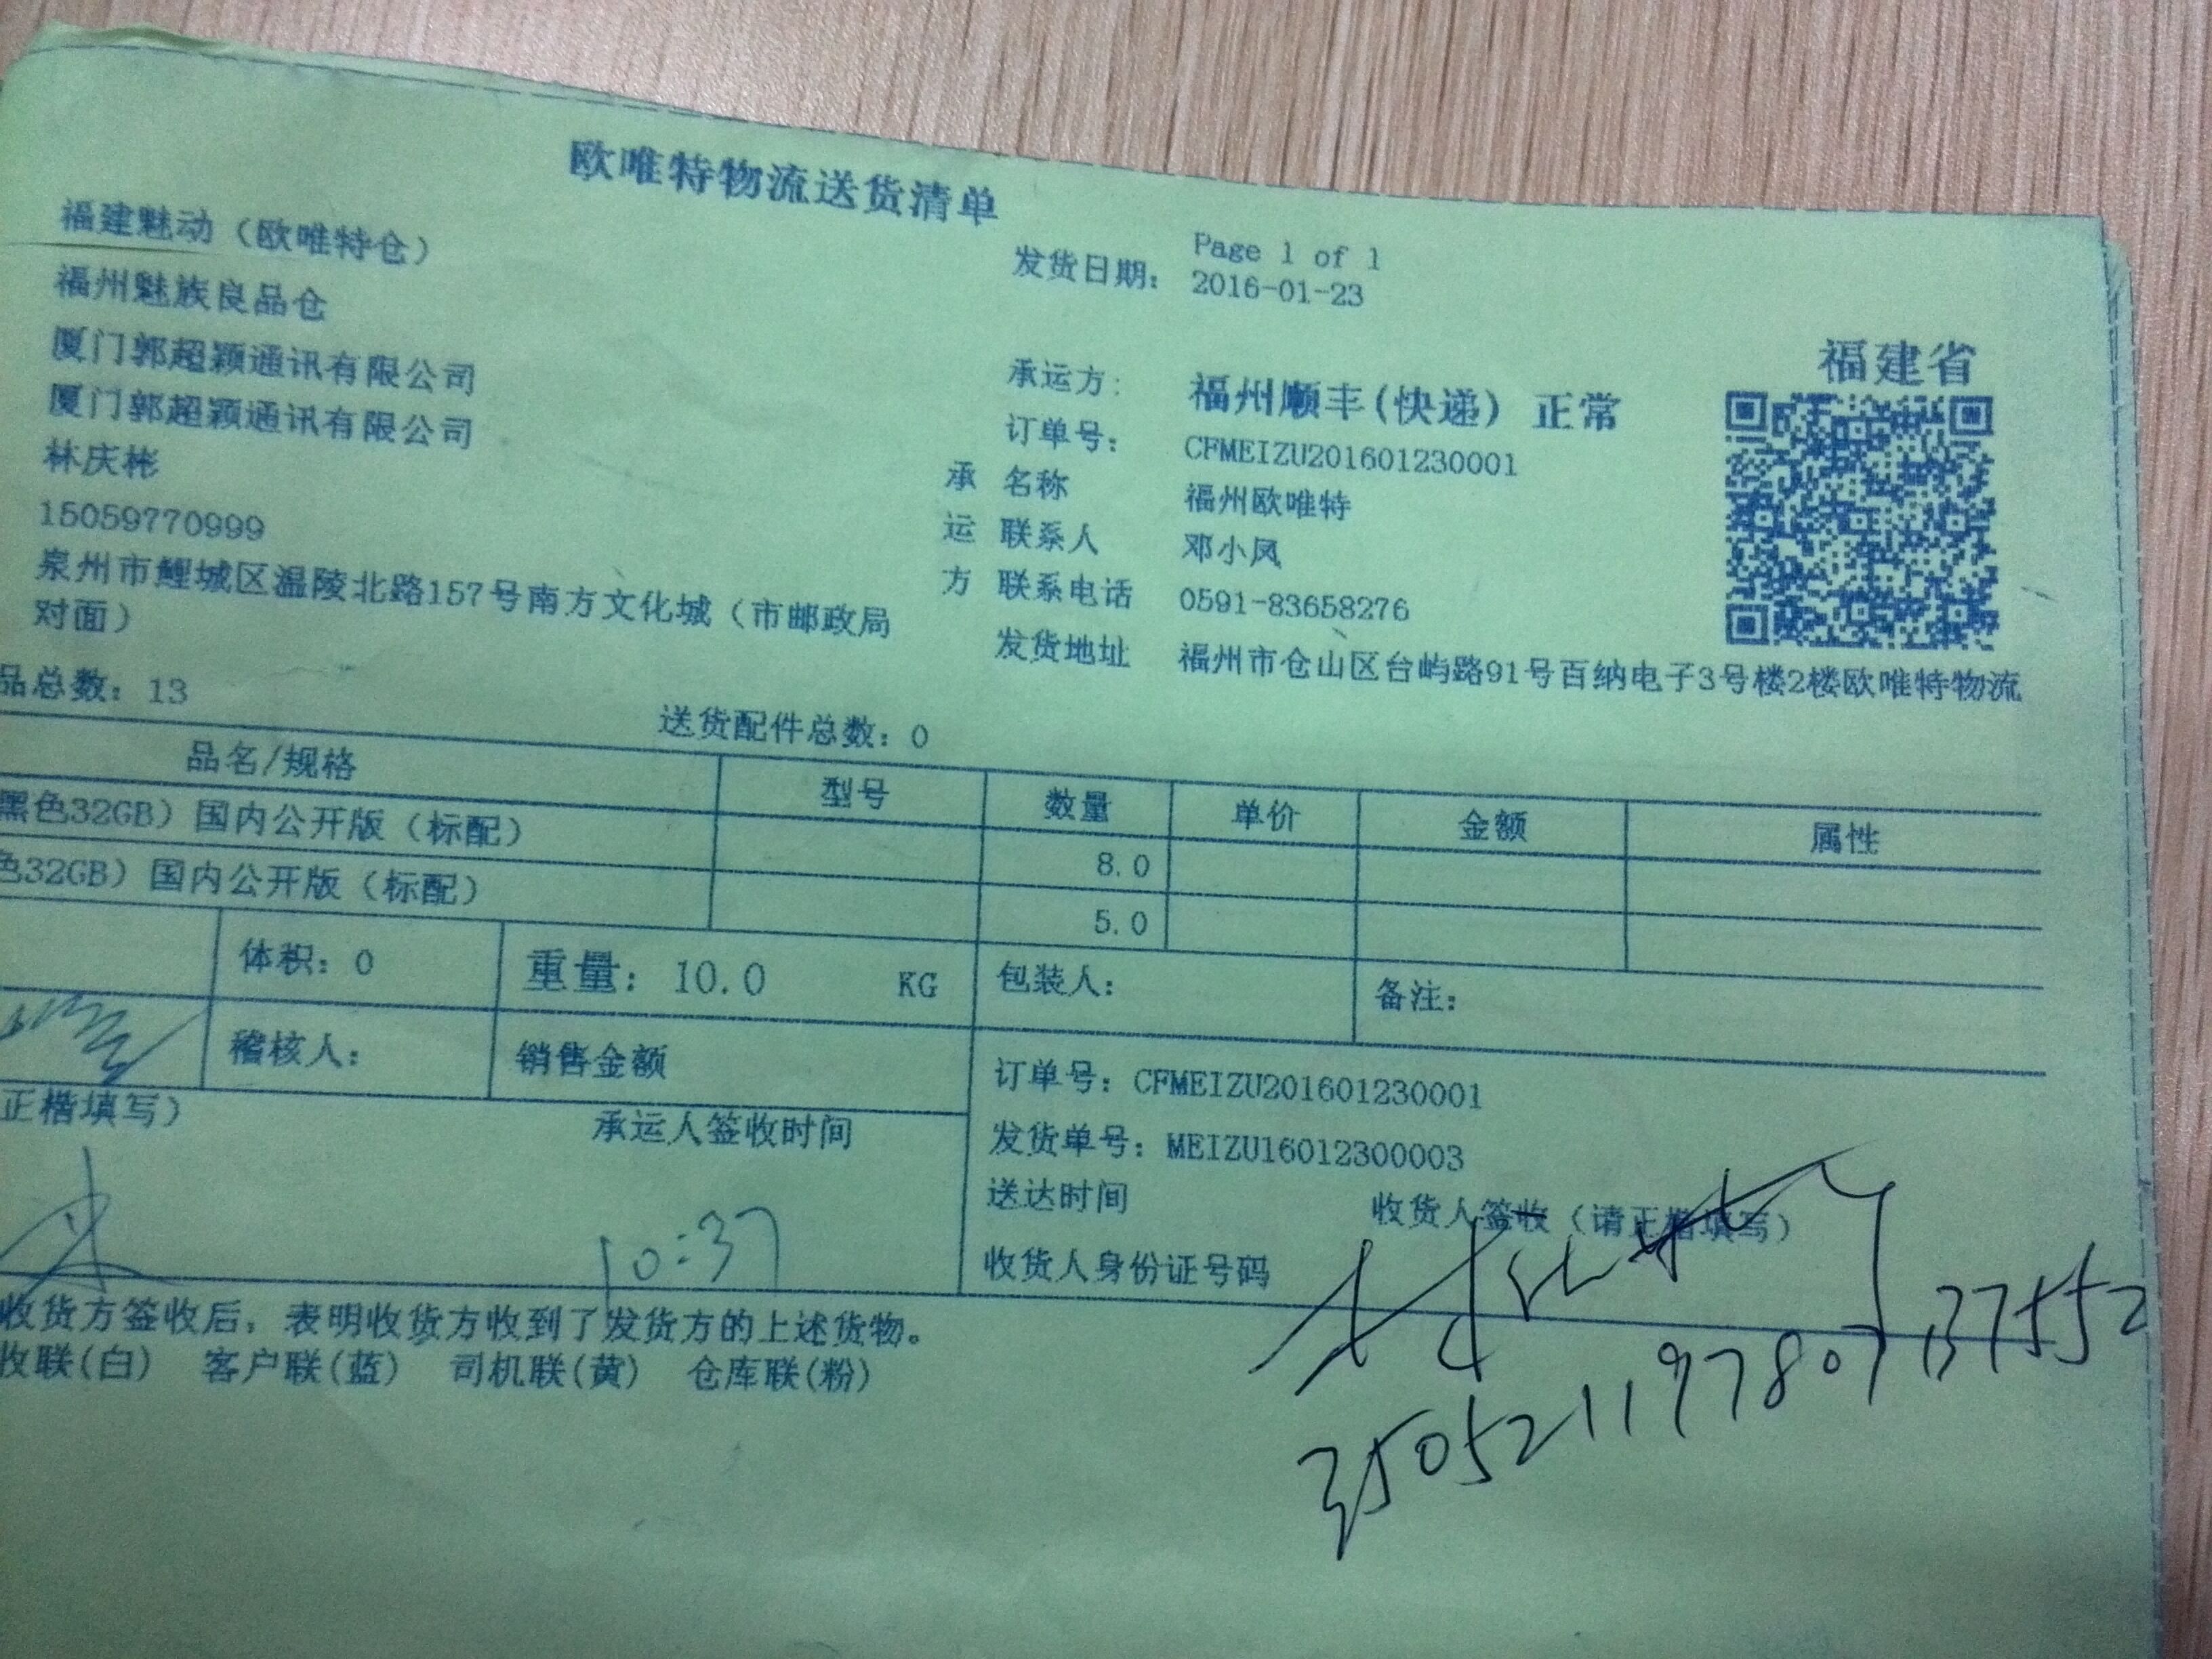 欧唯特物流送货清单
福建魅动（欧唯特仓）
Page 1 of 1
发货日期：2016-01-23
福州魅族良品仓
厦门郭超颖通讯有限公司
厦门郭超颖通讯有限公司
林庆彬
15059770999
泉州市鲤城区温陵北路157号南方文化城（市邮政局
对面）
福建省
承运方：福州顺丰(快递) 正常
订单号：CFMEIZU201601230001
承运方
名称 福州欧唯特
联系人 邓小凤
联系电话 0591-83658276
发货地址 福州市仓山区台屿路91号百纳电子3号楼2楼欧唯特物流
品总数：13 送货配件总数：0
品名/规格 型号 数量 单价 金额 属性
黑色32GB）国内公开版（标配） 8.0
色32GB）国内公开版（标配） 5.0
体积：0 重量：10.0 KG 包装人： 备注：
稽核人： 销售金额
订单号：CFMEIZU201601230001
正楷填写） 承运人签收时间
发货单号：MEIZU16012300003
送达时间 收货人签收（请正楷填写）
10:37
收货人身份证号码
收货方签收后，表明收货方收到了发货方的上述货物。
收联(白) 客户联(蓝) 司机联(黄) 仓库联(粉)